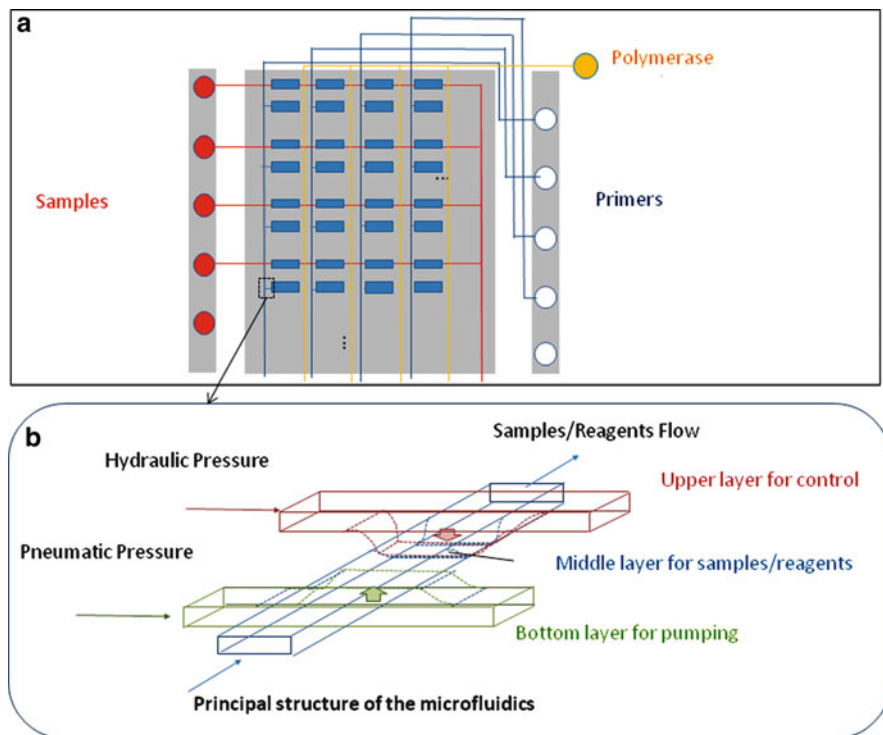 a
Polymerase
Samples
Primers
...
...
b
Samples/Reagents Flow
Hydraulic Pressure
Upper layer for control
Pneumatic Pressure
Middle layer for samples/reagents
Bottom layer for pumping
Principal structure of the microfluidics